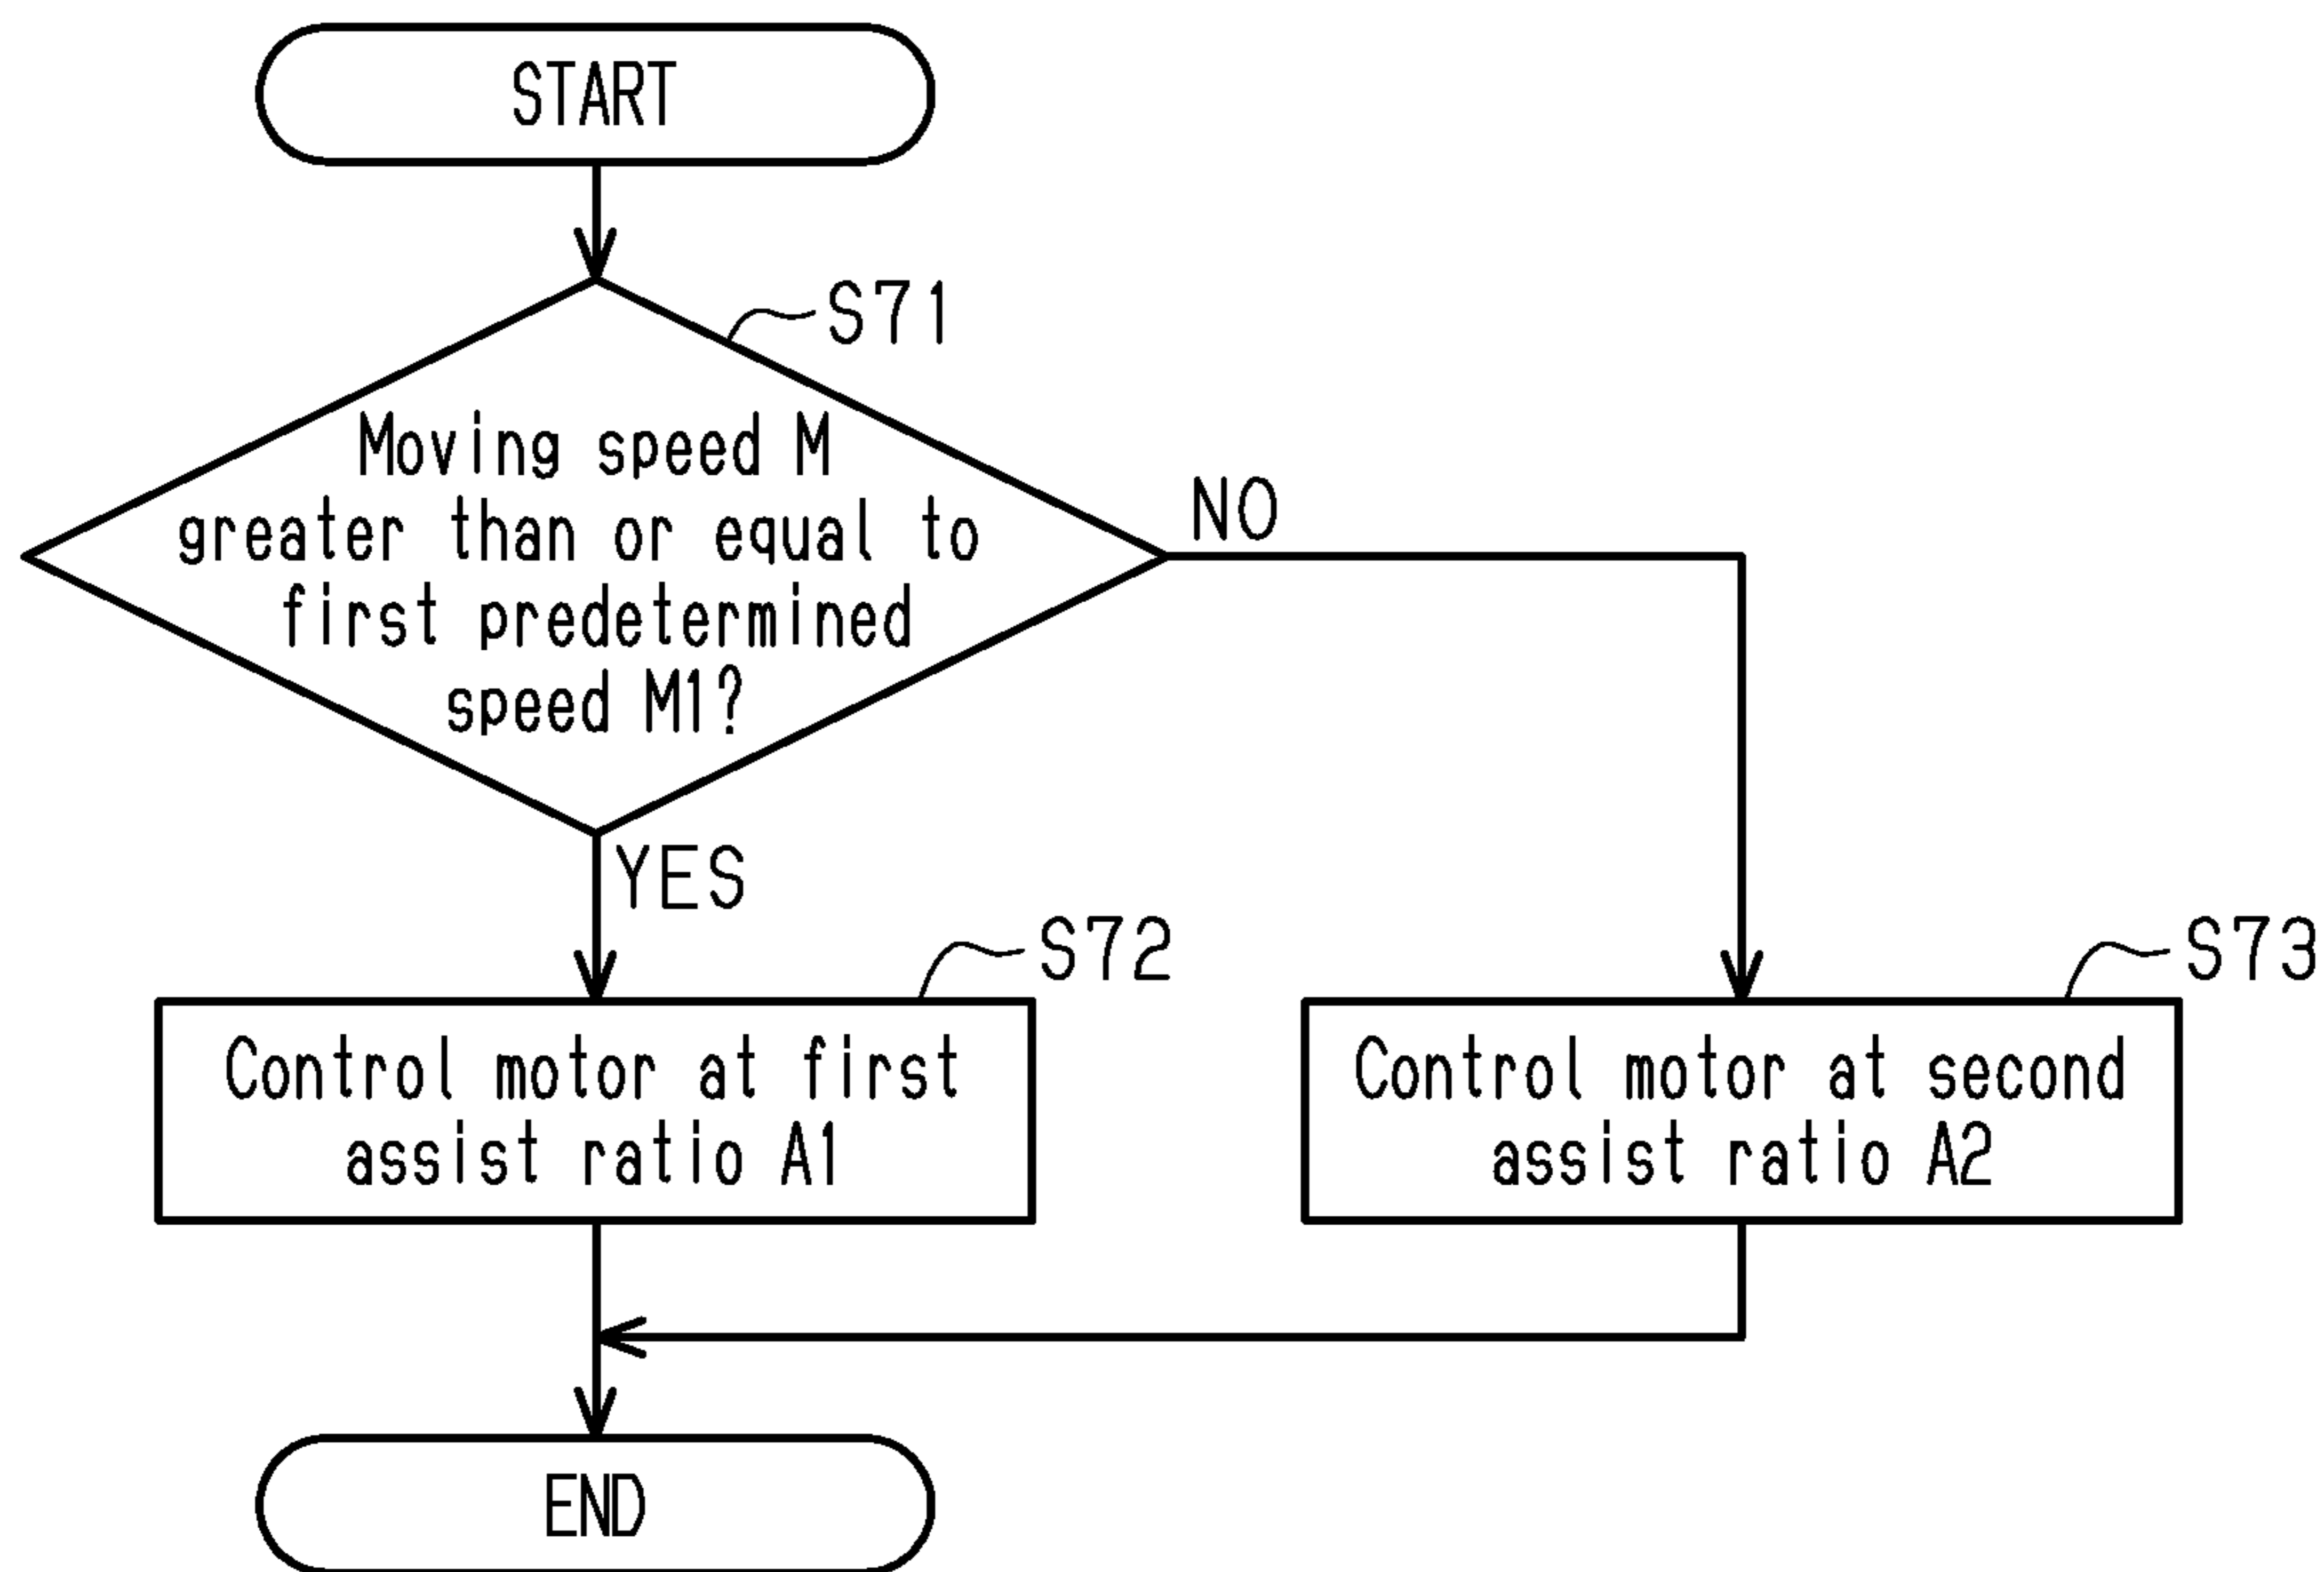 START
S71
Moving speed M
greater than or equal to
first predetermined
speed M1?
NO
YES
S72
Control motor at first
assist ratio A1
S73
Control motor at second
assist ratio A2
END